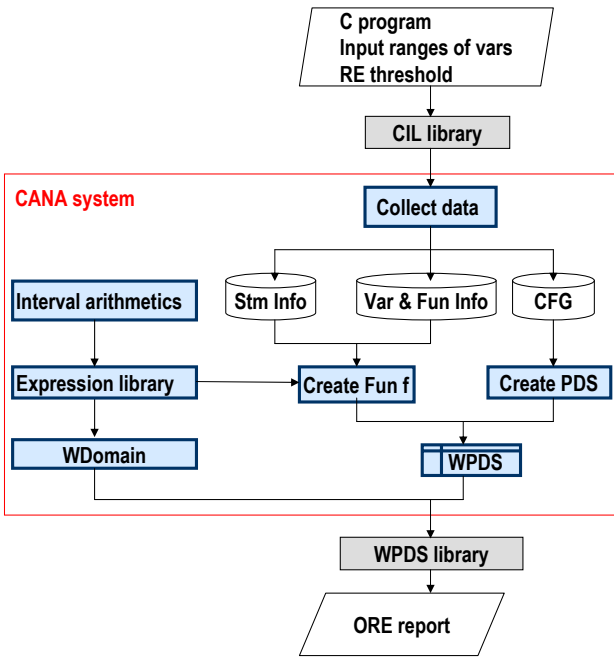 C program
Input ranges of vars
RE threshold
CIL library
CANA system
Collect data
Interval arithmetics
Stm Info
Var & Fun Info
CFG
Expression library
Create Fun f
Create PDS
WDomain
WPDS
WPDS library
ORE report